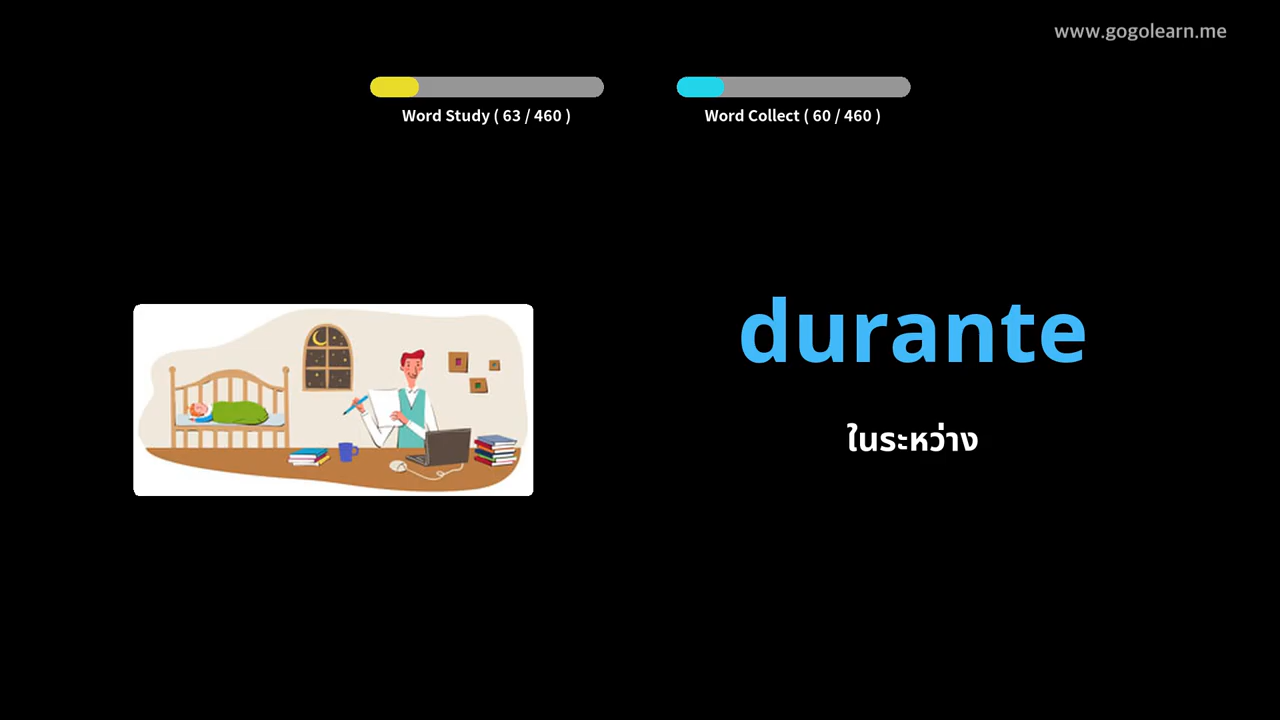 www.gogolearn.me
Word Study ( 63 / 460 )
Word Collect ( 60 / 460 )
durante
ในระหว่าง